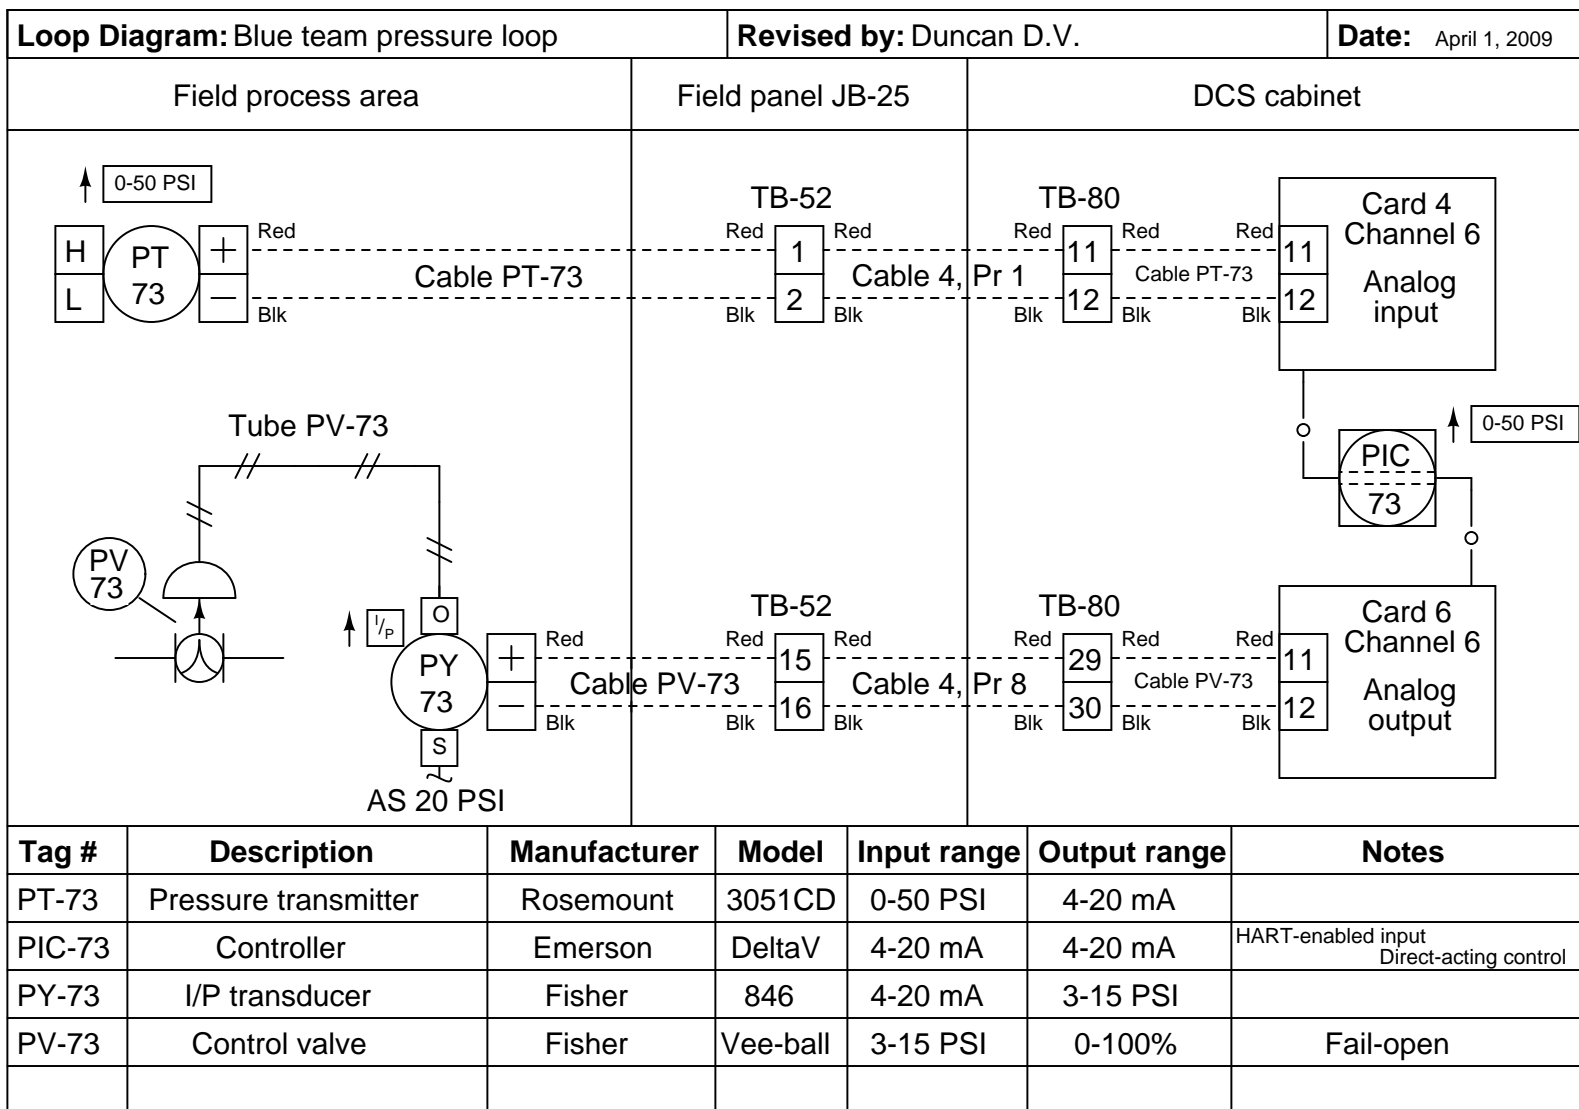 Loop Diagram: Blue team pressure loop Revised by: Duncan D.V. Date: April 1, 2009
Field process area Field panel JB-25 DCS cabinet
0-50 PSI
TB-52 TB-80 Card 4
Channel 6
Analog
input
H PT + Red Red 1 Red Red 11 Red Red 11
Cable PT-73 Cable 4, Pr 1 Cable PT-73
L 73 — Blk Blk 2 Blk Blk 12 Blk Blk 12
Tube PV-73
0-50 PSI
PIC
73
PV
73
TB-52 TB-80 Card 6
Channel 6
Analog
output
I/P O
PY + Red Red 15 Red Red 29 Red Red 11
Cable PV-73 Cable 4, Pr 8 Cable PV-73
73 — Blk Blk 16 Blk Blk 30 Blk Blk 12
S
AS 20 PSI
Tag # Description Manufacturer Model Input range Output range Notes
PT-73 Pressure transmitter Rosemount 3051CD 0-50 PSI 4-20 mA
PIC-73 Controller Emerson DeltaV 4-20 mA 4-20 mA HART-enabled input
Direct-acting control
PY-73 I/P transducer Fisher 846 4-20 mA 3-15 PSI
PV-73 Control valve Fisher Vee-ball 3-15 PSI 0-100% Fail-open